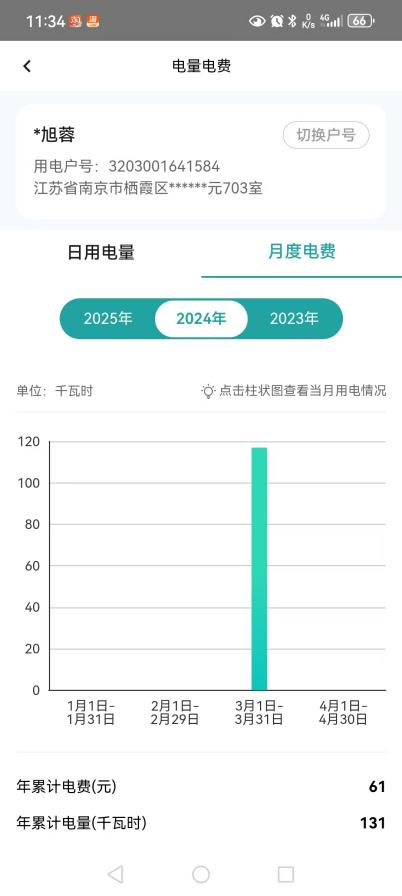 11:34 淘 0 K/s 4G 66
电量电费
*旭蓉 切换户号
用电户号：3203001641584
江苏省南京市栖霞区******元703室
日用电量 月度电费
2025年 2024年 2023年
单位：千瓦时 点击柱状图查看当月用电情况
120
100
80
60
40
20
0
1月1日- 2月1日- 3月1日- 4月1日-
1月31日 2月29日 3月31日 4月30日
年累计电费(元) 61
年累计电量(千瓦时) 131